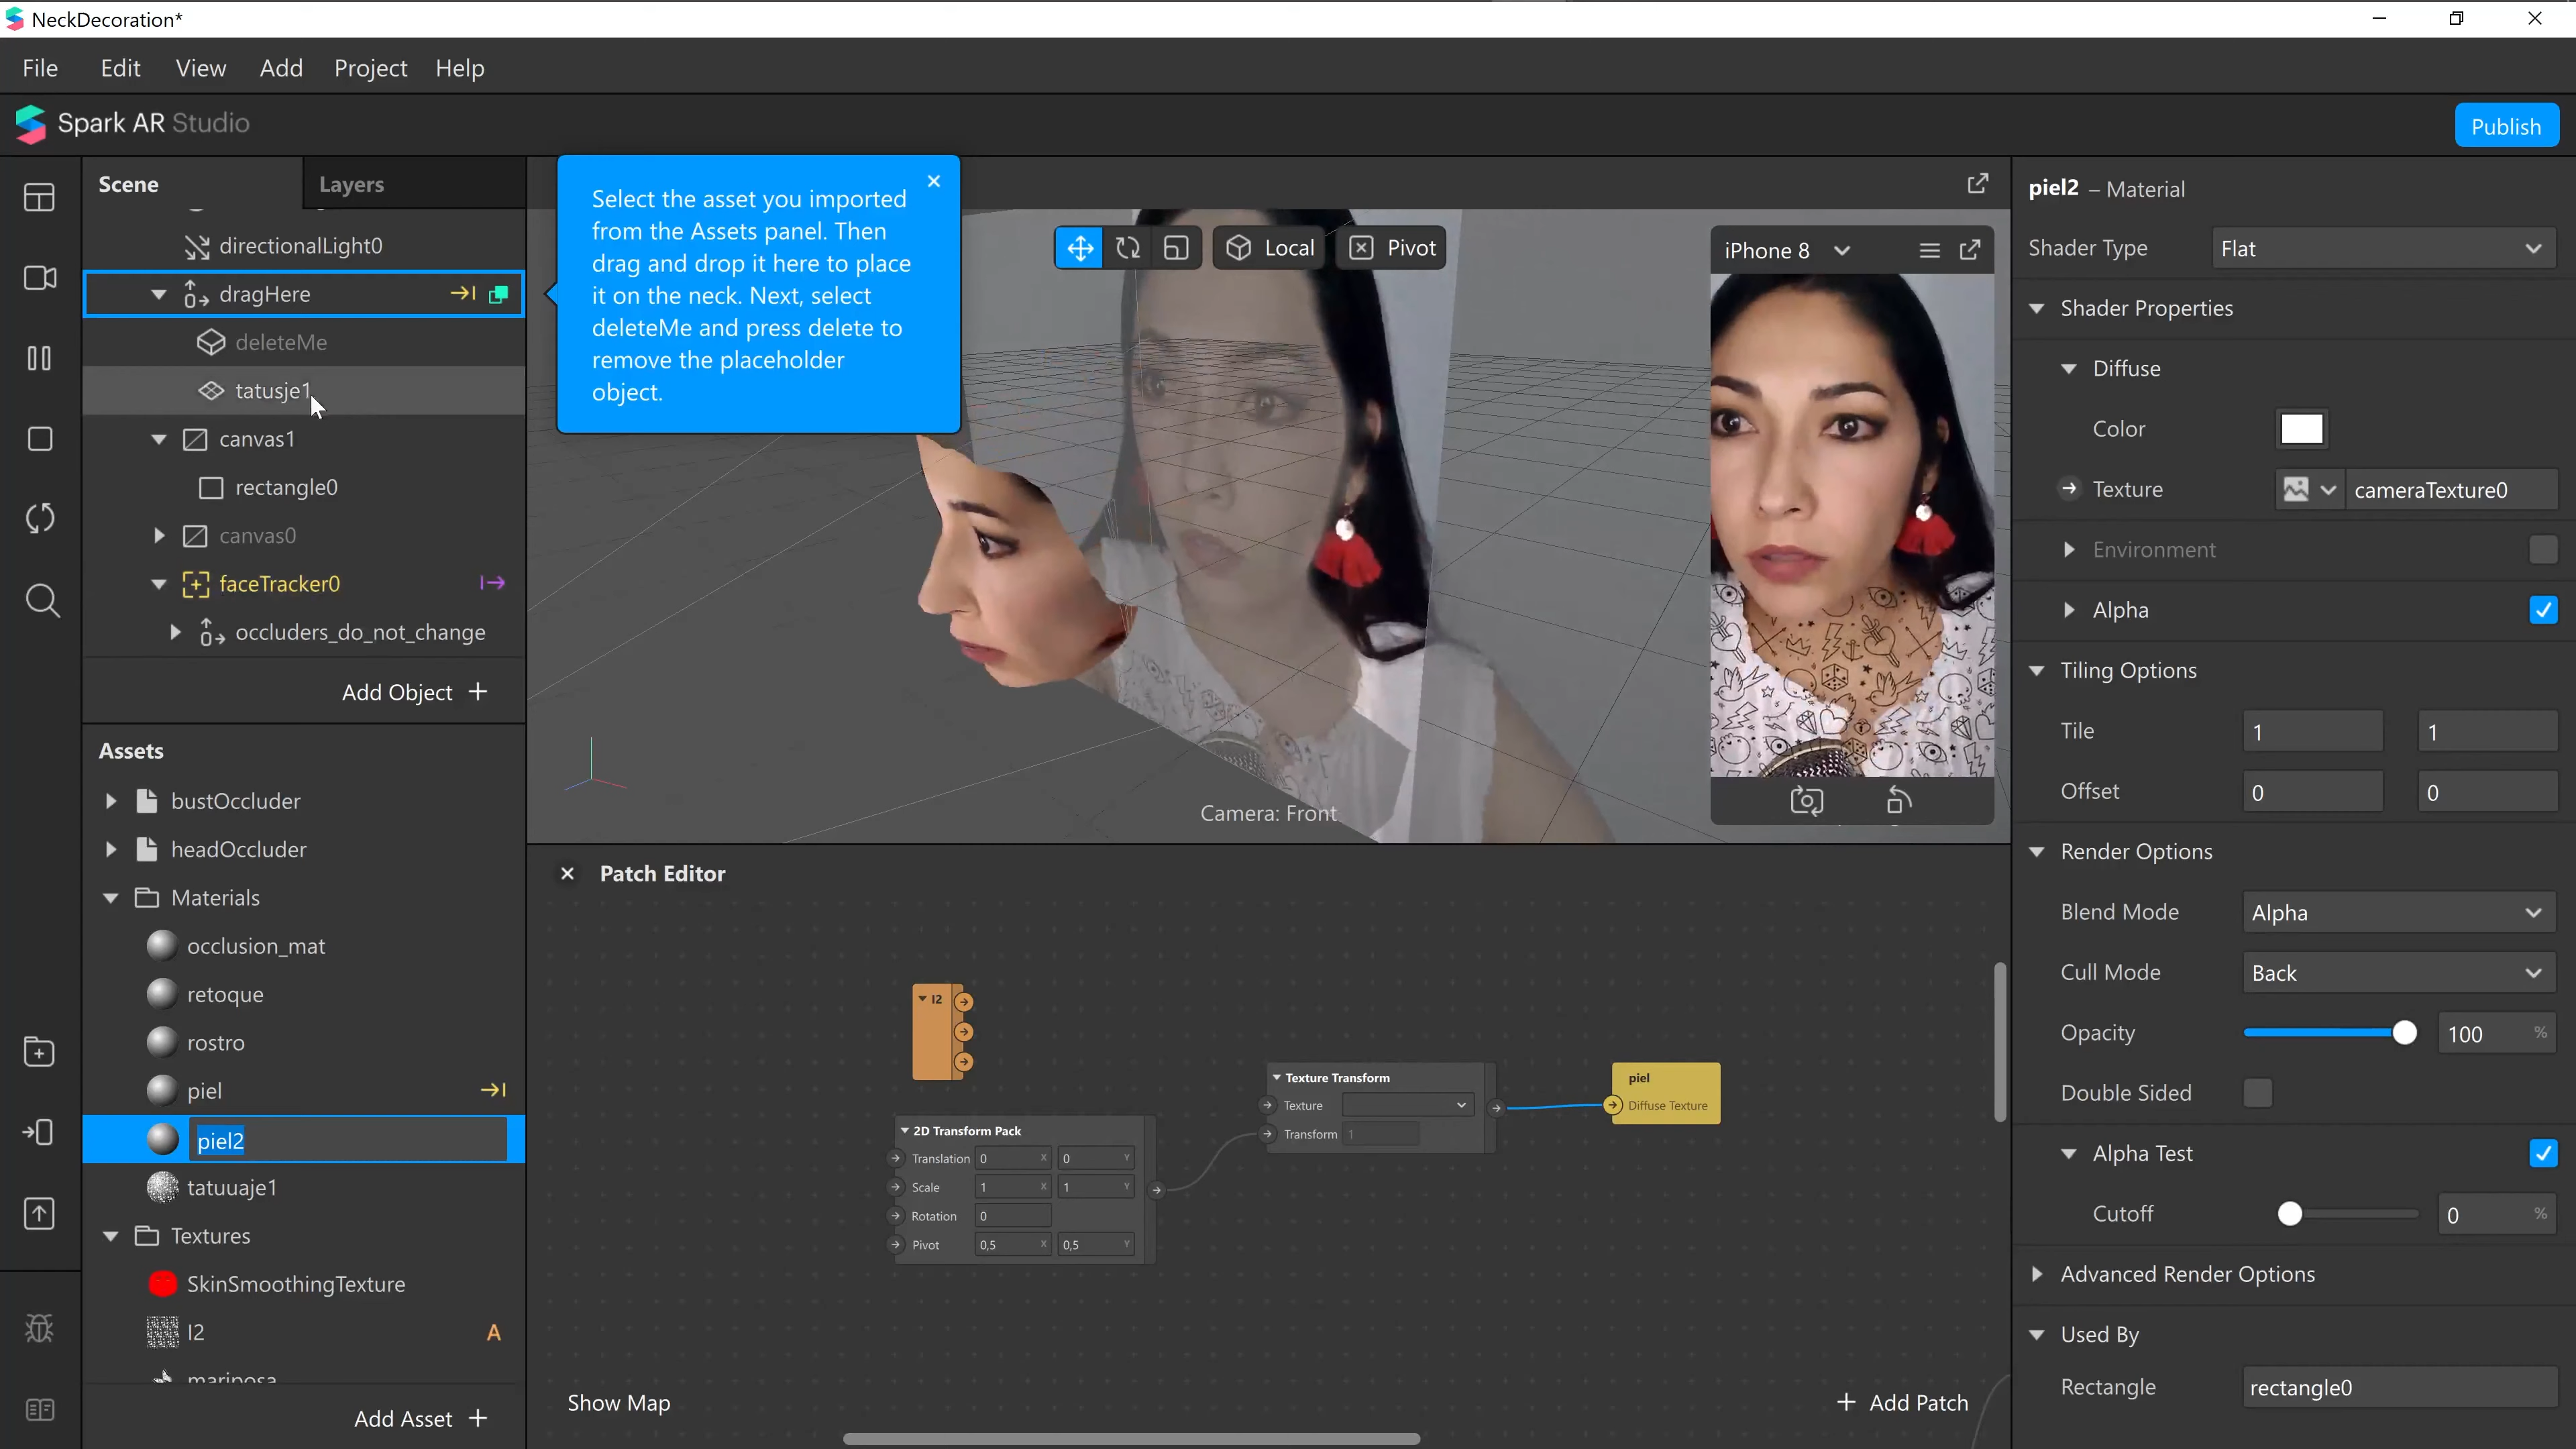 NeckDecoration*
File Edit View Add Project Help
Spark AR Studio
Publish
Scene
Layers
directionalLight0
dragHere
deleteMe
tatusje1
canvas1
rectangle0
canvas0
faceTracker0
occluders_do_not_change
Add Object +
Assets
bustOccluder
headOccluder
Materials
occlusion_mat
retoque
rostro
piel
piel2
tatuuaje1
Textures
SkinSmoothingTexture
l2 A
mariposa
Add Asset +
Select the asset you imported
from the Assets panel. Then
drag and drop it here to place
it on the neck. Next, select
deleteMe and press delete to
remove the placeholder
object.
Local
Pivot
iPhone 8
Camera: Front
Patch Editor
l2
2D Transform Pack
Translation 0 X 0 Y
Scale 1 X 1 Y
Rotation 0
Pivot 0,5 X 0,5 Y
Texture Transform
Texture
Transform 1
piel
Diffuse Texture
Show Map
+ Add Patch
piel2 – Material
Shader Type Flat
Shader Properties
Diffuse
Color
Texture cameraTexture0
Environment
Alpha
Tiling Options
Tile 1 1
Offset 0 0
Render Options
Blend Mode Alpha
Cull Mode Back
Opacity 100 %
Double Sided
Alpha Test
Cutoff 0 %
Advanced Render Options
Used By
Rectangle rectangle0